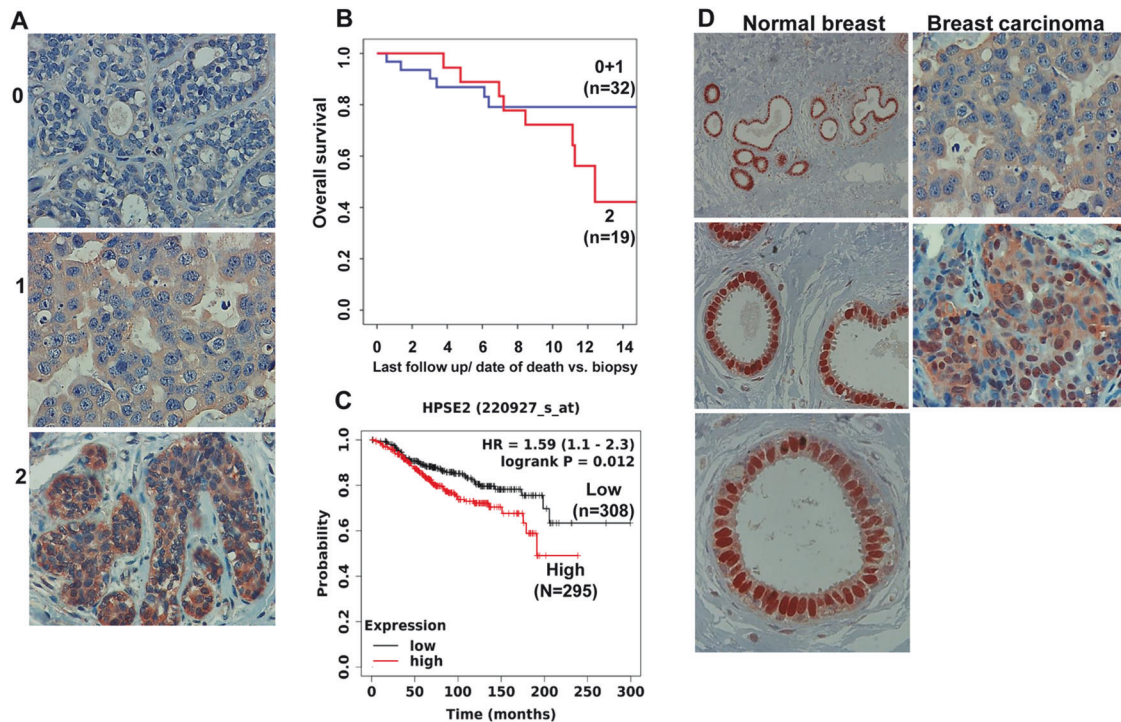 A
0
1
2
B
Overall survival
1.0
0.8
0.6
0.4
0.2
0.0
0+1
(n=32)
2
(n=19)
0 2 4 6 8 10 12 14
Last follow up/ date of death vs. biopsy
C
HPSE2 (220927_s_at)
HR = 1.59 (1.1 - 2.3)
logrank P = 0.012
Probability
1.0
0.8
0.6
0.4
0.2
0.0
Low
(n=308)
High
(N=295)
Expression
low
high
0 50 100 150 200 250 300
Time (months)
D
Normal breast Breast carcinoma